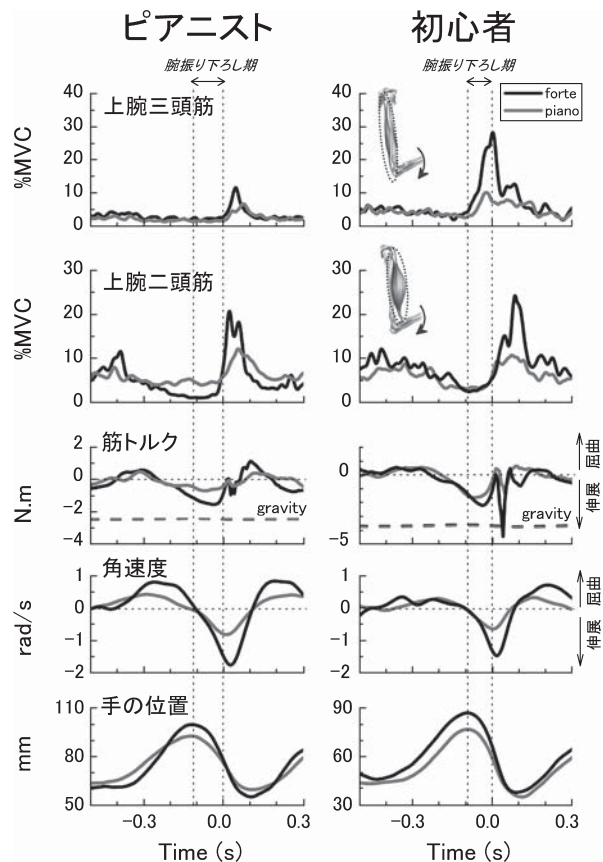 ピアニスト 初心者
腕振り下ろし期 腕振り下ろし期
40 上腕三頭筋 40 forte
piano
30 30
%MVC 20 %MVC 20
10 10
0 0
30 上腕二頭筋 30
%MVC 20 %MVC 20
10 10
0 0
2 筋トルク 屈曲
N.m 0 0
-2 gravity gravity 伸展
-4 -5
1 角速度 1 屈曲
rad/s 0 0
-1 -1 伸展
-2 -2
110 手の位置 90
mm 80 60
50 30
-0.3 0.0 0.3 -0.3 0.0 0.3
Time (s) Time (s)